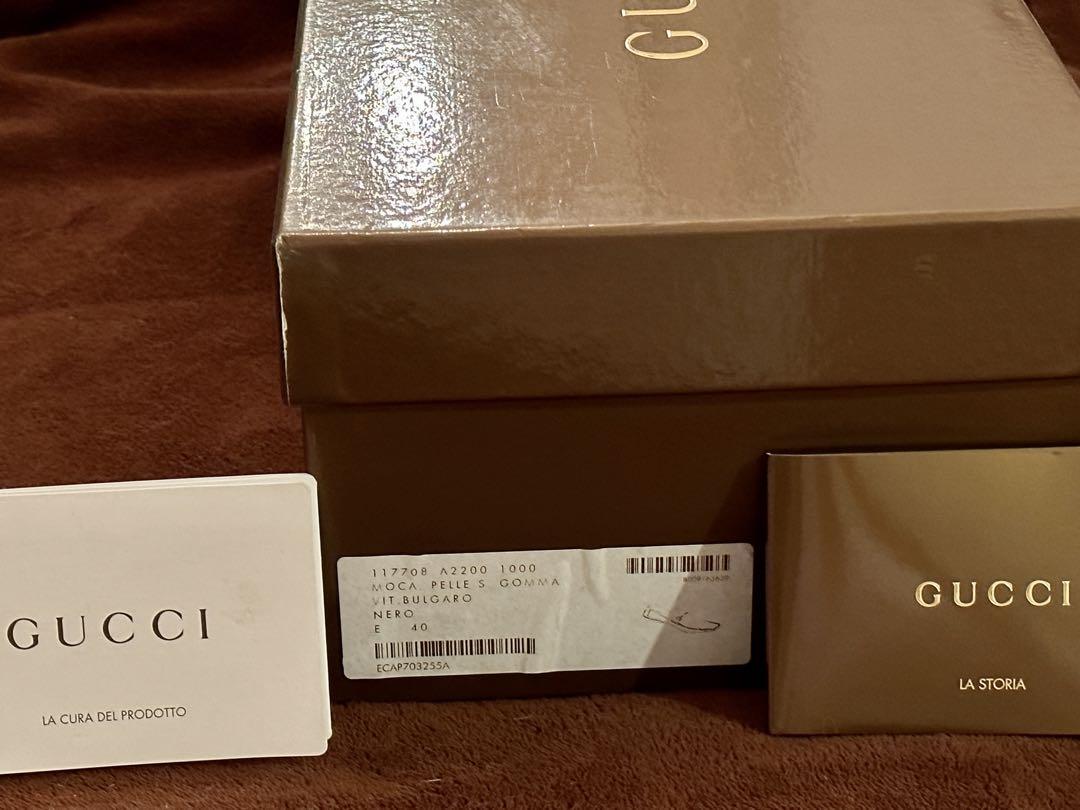 GU
117708 A2200 1000
MOCA. PELLE S. GOMMA
VIT.BULGARO
NERO
E 40
ECAP703255A
GUCCI
LA CURA DEL PRODOTTO
GUCCI
LA STORIA